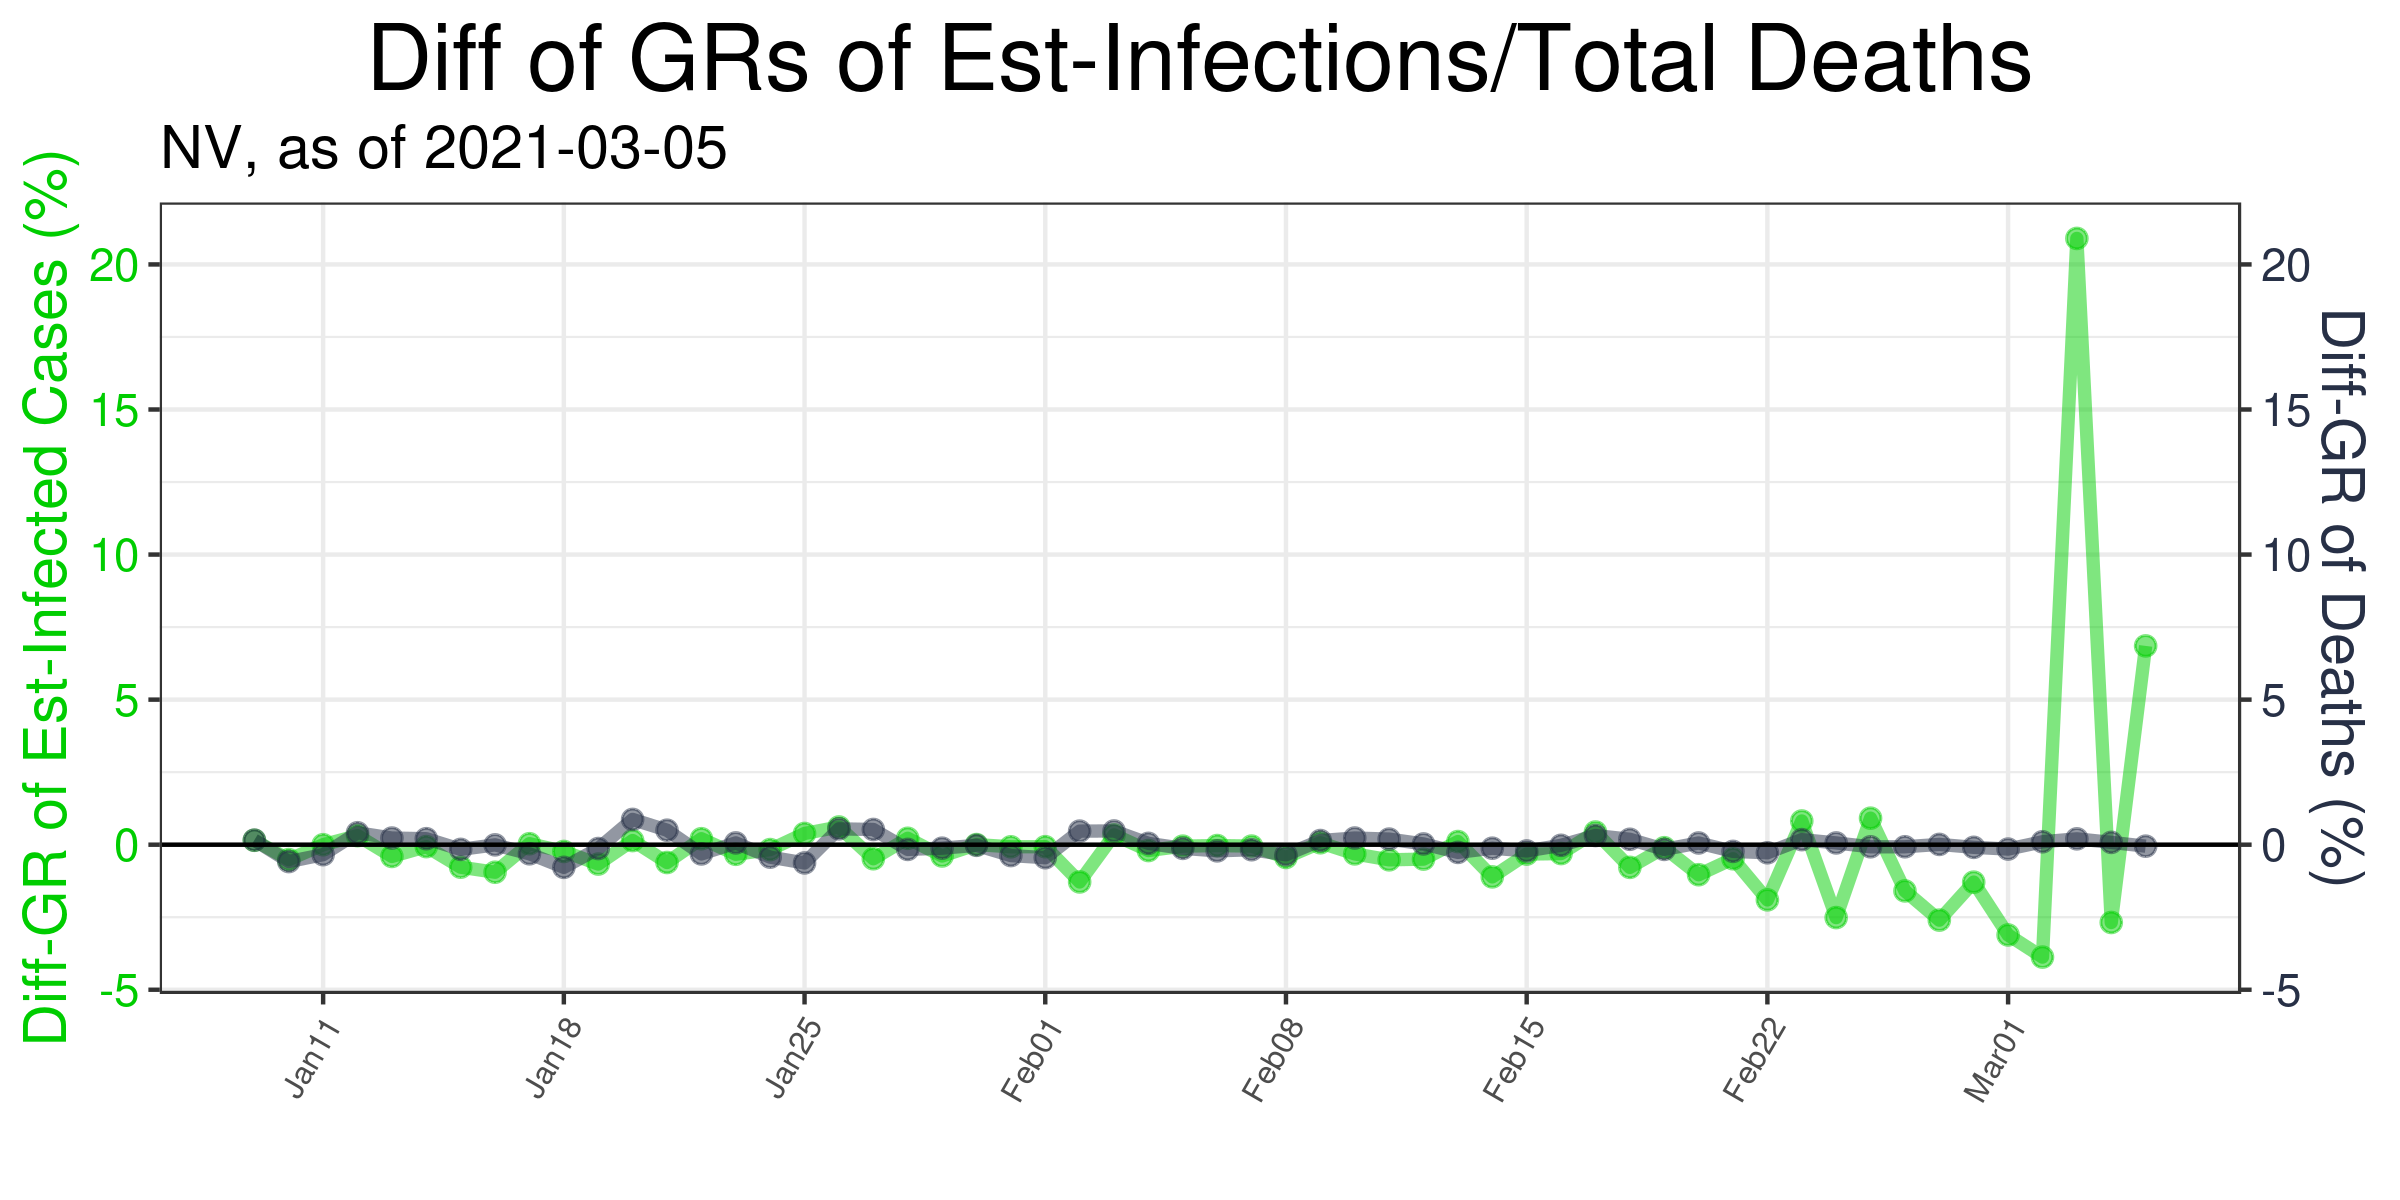 Diff of GRs of Est-Infections/Total Deaths
NV, as of 2021-03-05
Diff-GR of Est-Infected Cases (%)
20
15
10
5
0
-5
20
15
10
5
0
-5
Diff-GR of Deaths (%)
Jan11
Jan18
Jan25
Feb01
Feb08
Feb15
Feb22
Mar01